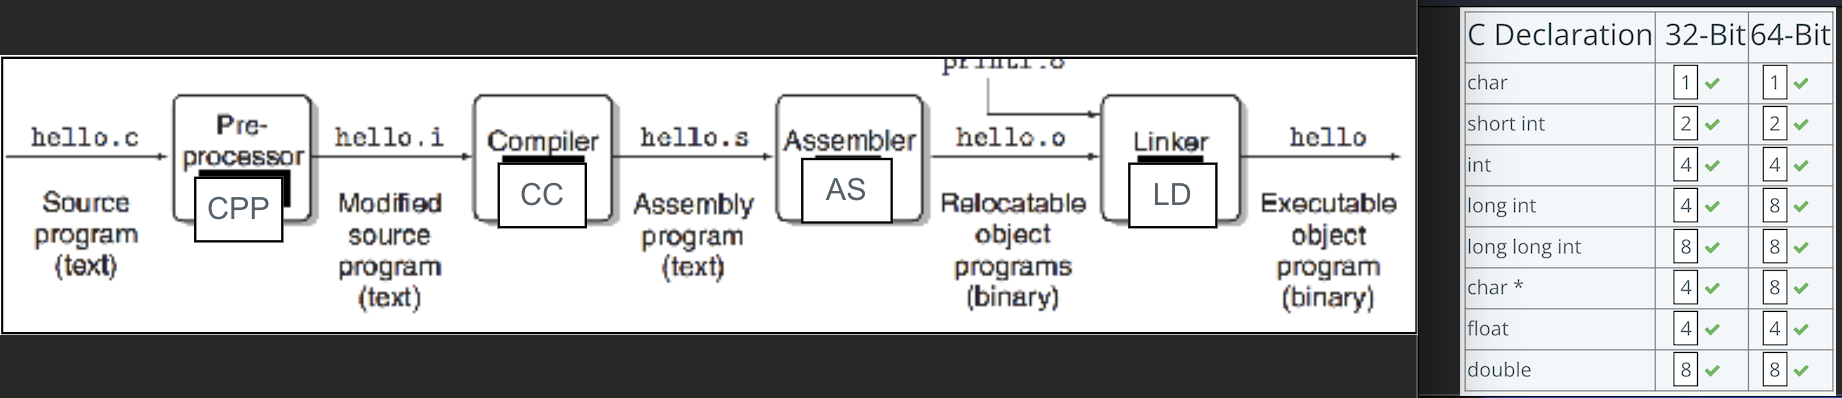 printf.o
hello.c
Pre-
processor
CPP
hello.i
Compiler
CC
hello.s
Assembler
AS
hello.o
Linker
LD
hello
Source
program
(text)
Modified
source
program
(text)
Assembly
program
(text)
Relocatable
object
programs
(binary)
Executable
object
program
(binary)
C Declaration 32-Bit 64-Bit
char 1 1
short int 2 2
int 4 4
long int 4 8
long long int 8 8
char * 4 8
float 4 4
double 8 8